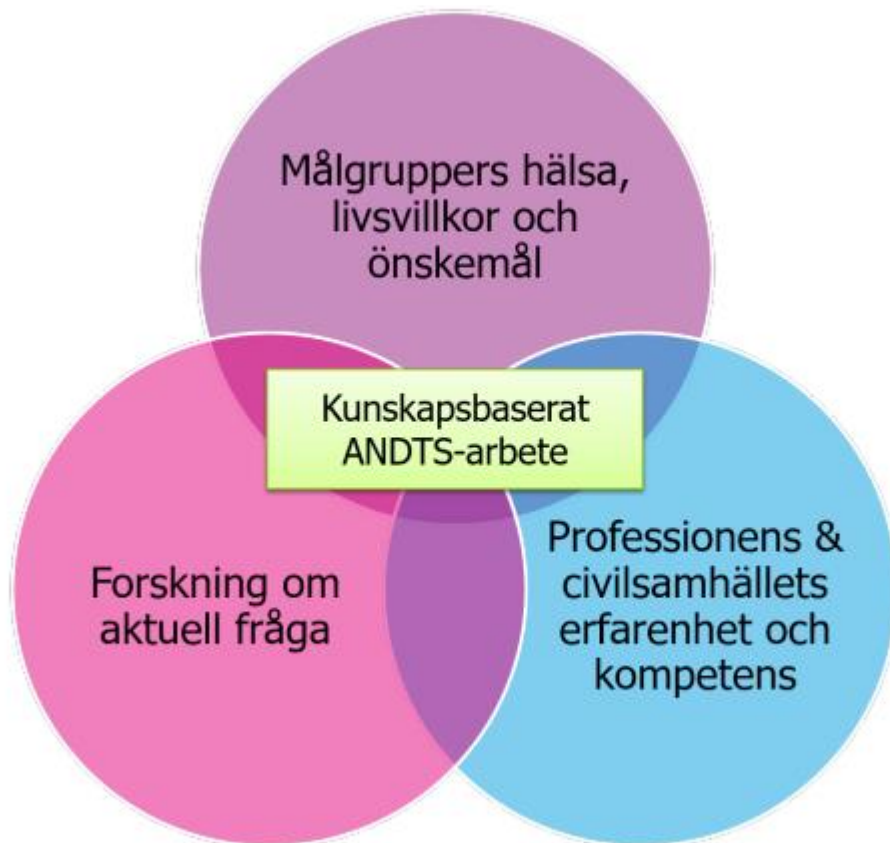 Målgruppers hälsa,
livsvillkor och
önskemål
Kunskapsbaserat
ANDTS-arbete
Forskning om
aktuell fråga
Professionens &
civilsamhällets
erfarenhet och
kompetens